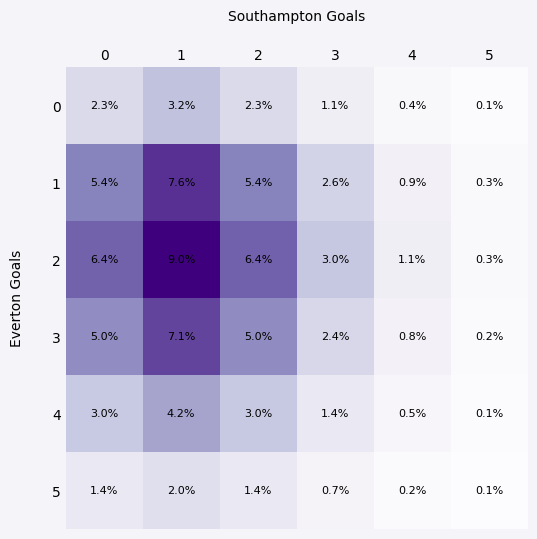 Southampton Goals
0 1 2 3 4 5
0 2.3% 3.2% 2.3% 1.1% 0.4% 0.1%
1 5.4% 7.6% 5.4% 2.6% 0.9% 0.3%
2 6.4% 9.0% 6.4% 3.0% 1.1% 0.3%
3 5.0% 7.1% 5.0% 2.4% 0.8% 0.2%
4 3.0% 4.2% 3.0% 1.4% 0.5% 0.1%
5 1.4% 2.0% 1.4% 0.7% 0.2% 0.1%
Everton Goals